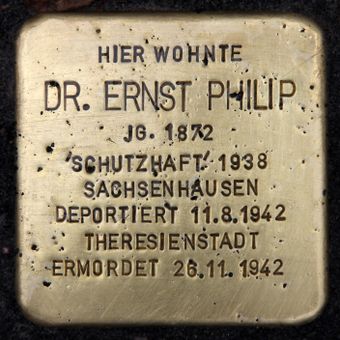 HIER WOHNTE
DR. ERNST PHILIP
JG. 1872
'SCHUTZHAFT' 1938
SACHSENHAUSEN
DEPORTIERT 11.8.1942
THERESIENSTADT
ERMORDET 26.11.1942